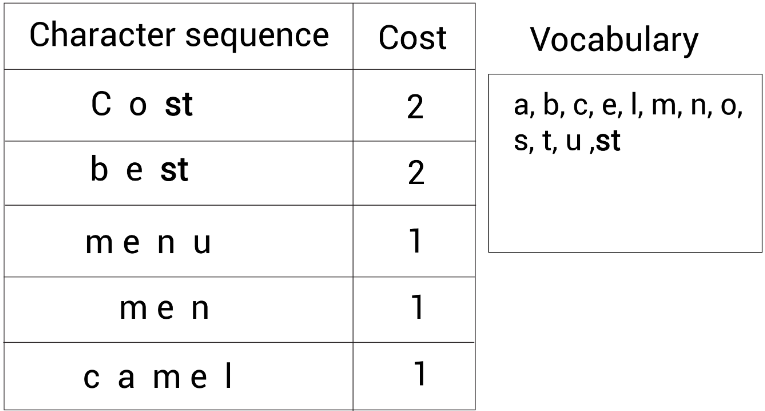 Character sequence Cost
C o st 2
b e st 2
m e n u 1
m e n 1
c a m e l 1
Vocabulary
a, b, c, e, l, m, n, o,
s, t, u ,st